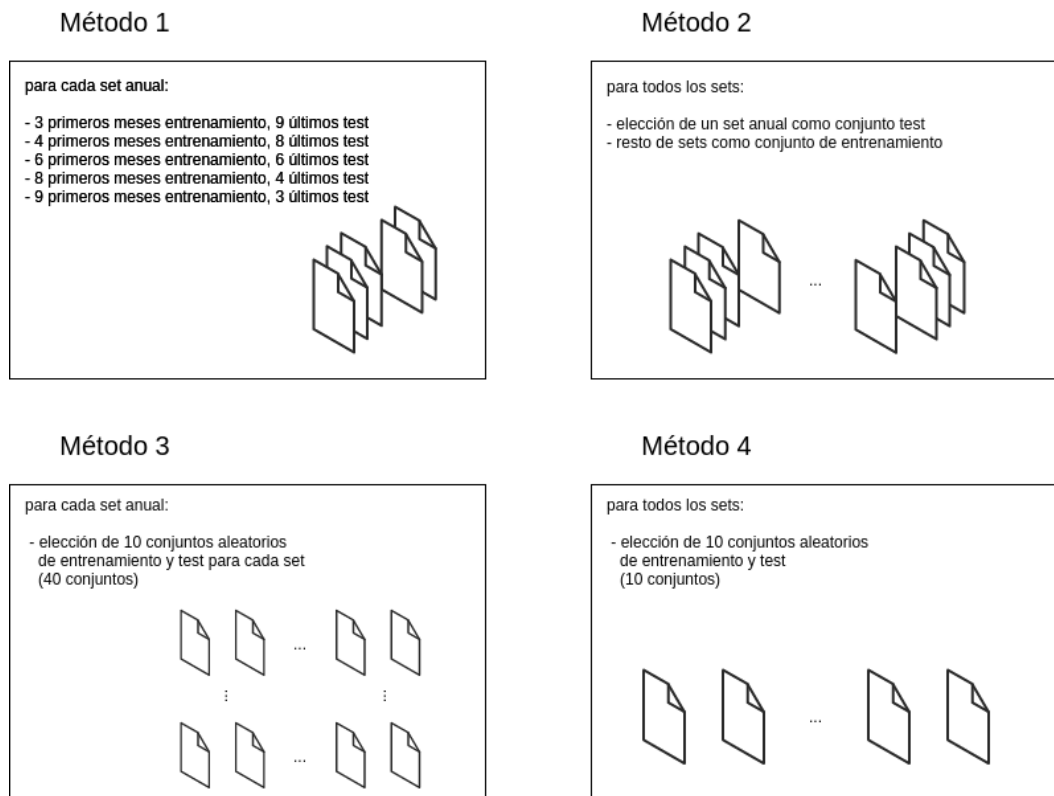 Método 1
para cada set anual:
- 3 primeros meses entrenamiento, 9 últimos test
- 4 primeros meses entrenamiento, 8 últimos test
- 6 primeros meses entrenamiento, 6 últimos test
- 8 primeros meses entrenamiento, 4 últimos test
- 9 primeros meses entrenamiento, 3 últimos test
Método 2
para todos los sets:
- elección de un set anual como conjunto test
- resto de sets como conjunto de entrenamiento
...
Método 3
para cada set anual:
- elección de 10 conjuntos aleatorios
de entrenamiento y test para cada set
(40 conjuntos)
...
...
Método 4
para todos los sets:
- elección de 10 conjuntos aleatorios
de entrenamiento y test
(10 conjuntos)
...